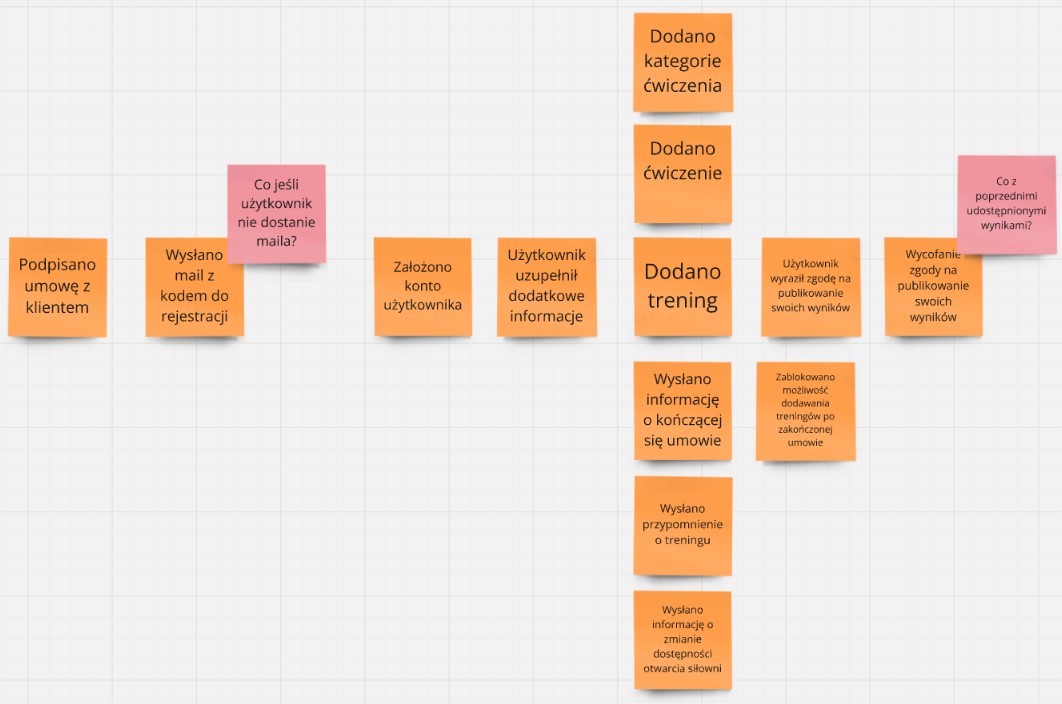 Dodano
kategorie
ćwiczenia
Dodano
ćwiczenie
Co jeśli
użytkownik
nie dostanie
maila?
Co z
poprzednimi
udostępnionymi
wynikami?
Podpisano
umowę z
klientem
Wysłano
mail z
kodem do
rejestracji
Założono
konto
użytkownika
Użytkownik
uzupełnił
dodatkowe
informacje
Dodano
trening
Użytkownik
wyraził zgodę na
publikowanie
swoich wyników
Wycofanie
zgody na
publikowanie
swoich
wyników
Wysłano
informację
o kończącej
się umowie
Zablokowano
możliwość
dodawania
treningów po
zakończonej
umowie
Wysłano
przypomnienie
o treningu
Wysłano
informację o
zmianie
dostępności
otwarcia siłowni